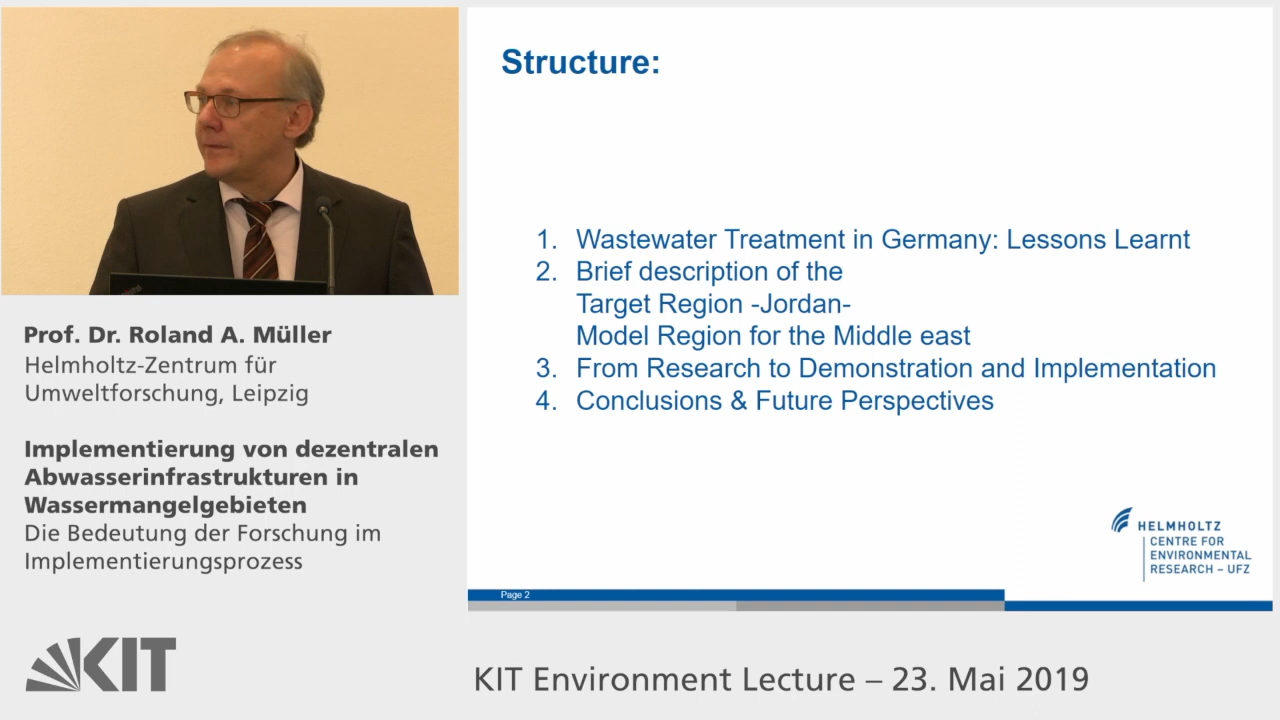 Structure:
1. Wastewater Treatment in Germany: Lessons Learnt
2. Brief description of the
Target Region -Jordan-
Model Region for the Middle east
3. From Research to Demonstration and Implementation
4. Conclusions & Future Perspectives
HELMHOLTZ
CENTRE FOR
ENVIRONMENTAL
RESEARCH – UFZ
Page 2
Prof. Dr. Roland A. Müller
Helmholtz-Zentrum für
Umweltforschung, Leipzig
Implementierung von dezentralen
Abwasserinfrastrukturen in
Wassermangelgebieten
Die Bedeutung der Forschung im
Implementierungsprozess
KIT
KIT Environment Lecture – 23. Mai 2019